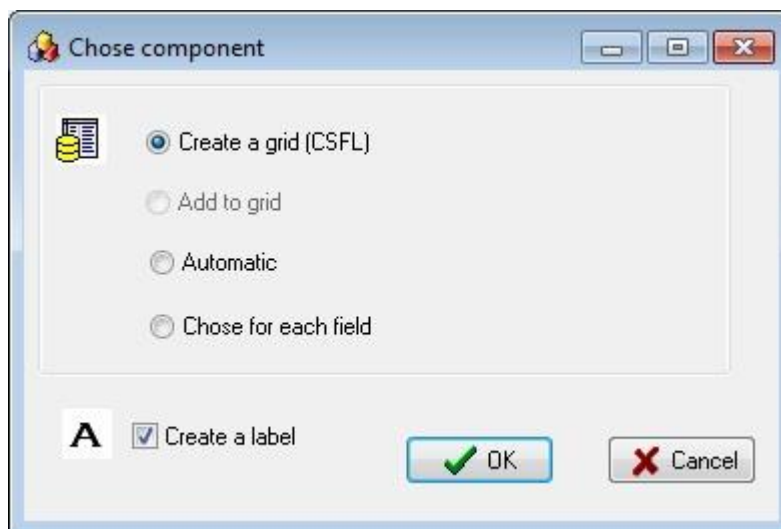 Chose component
Create a grid (CSFL)
Add to grid
Automatic
Chose for each field
A
Create a label
OK
Cancel